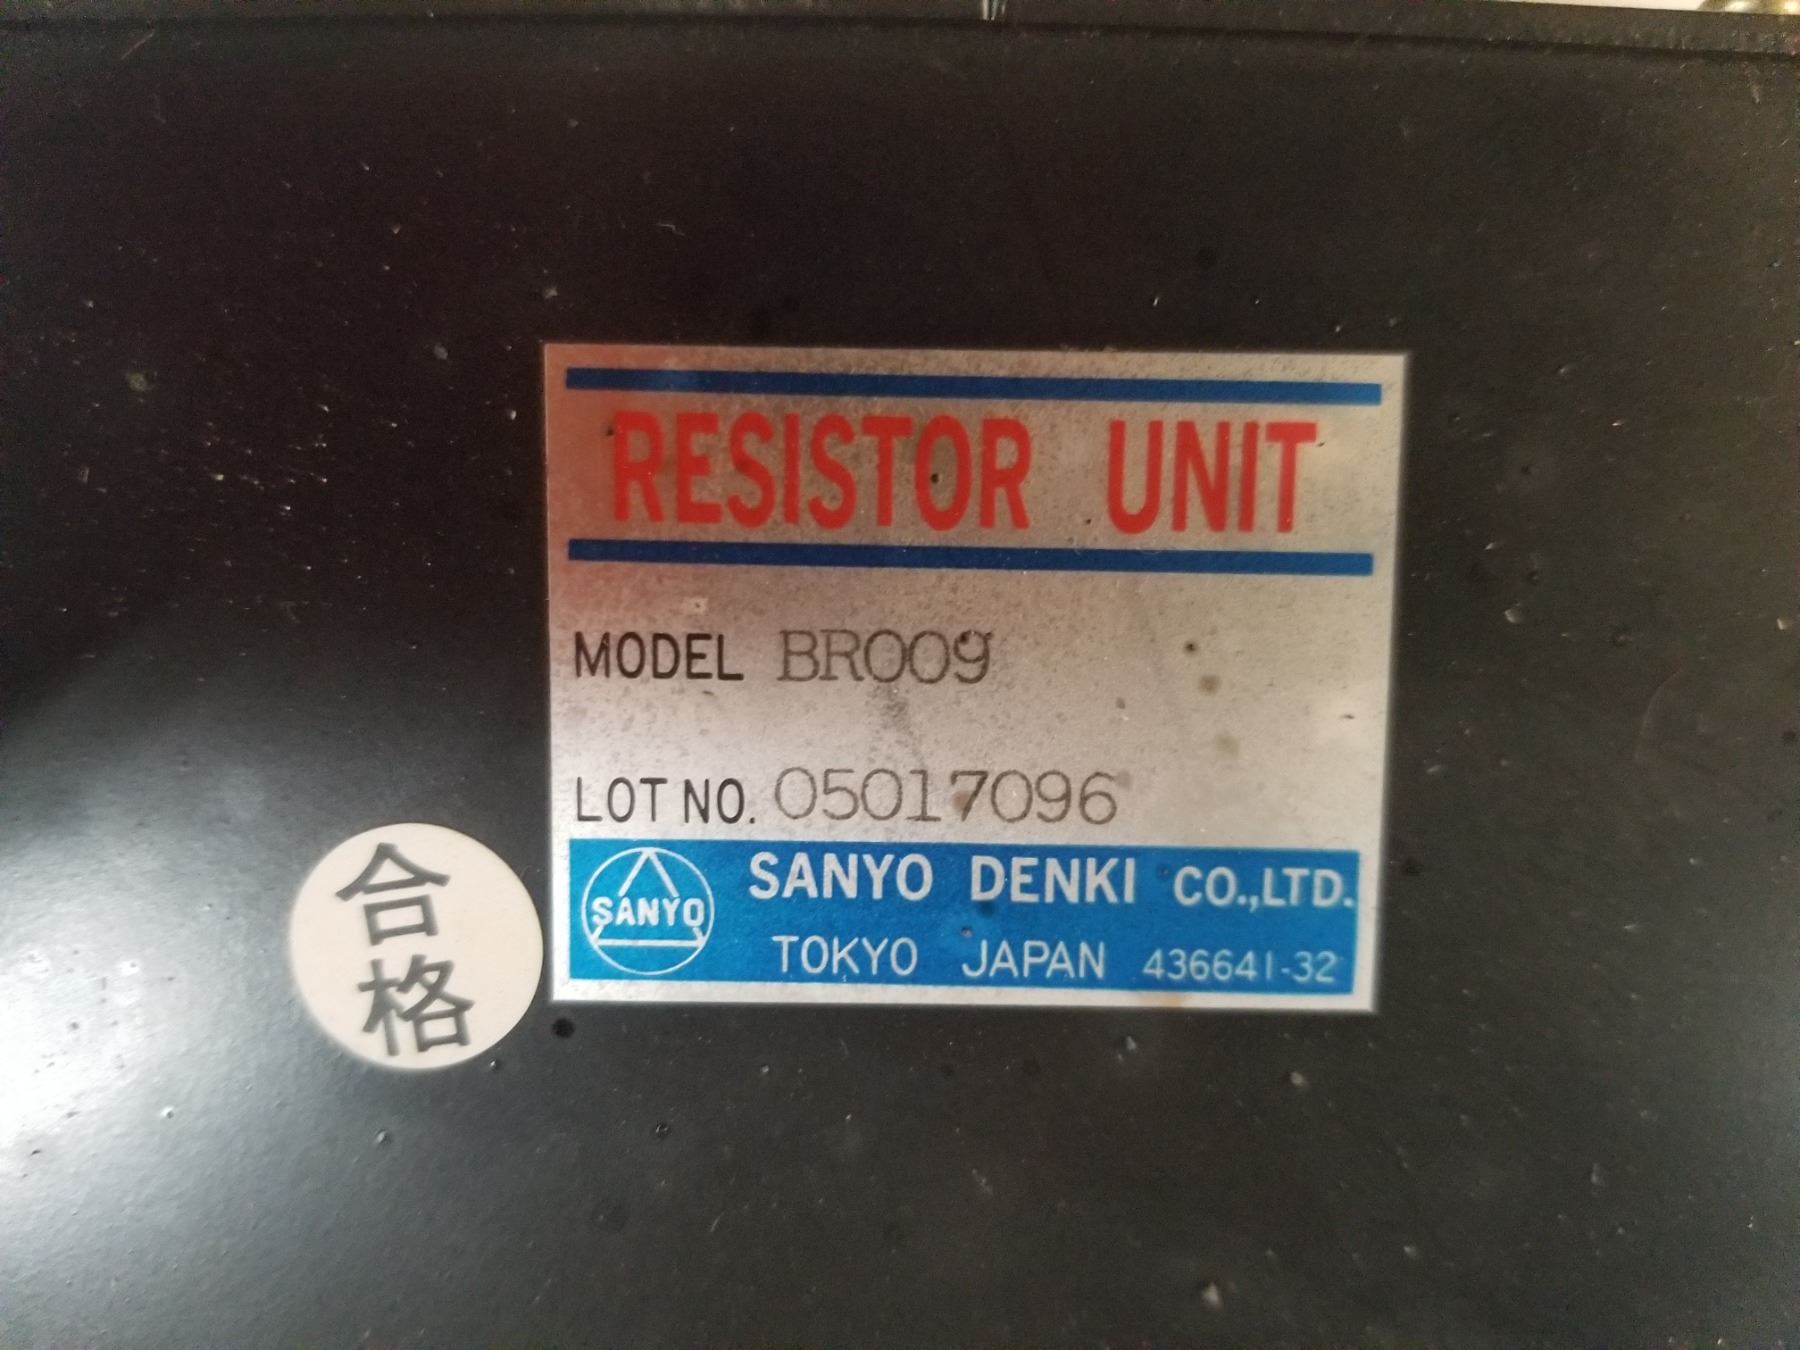 RESISTOR UNIT
MODEL BR009
LOT NO. 05017096
SANYO
SANYO DENKI CO.,LTD.
TOKYO JAPAN 436641-32
合
格